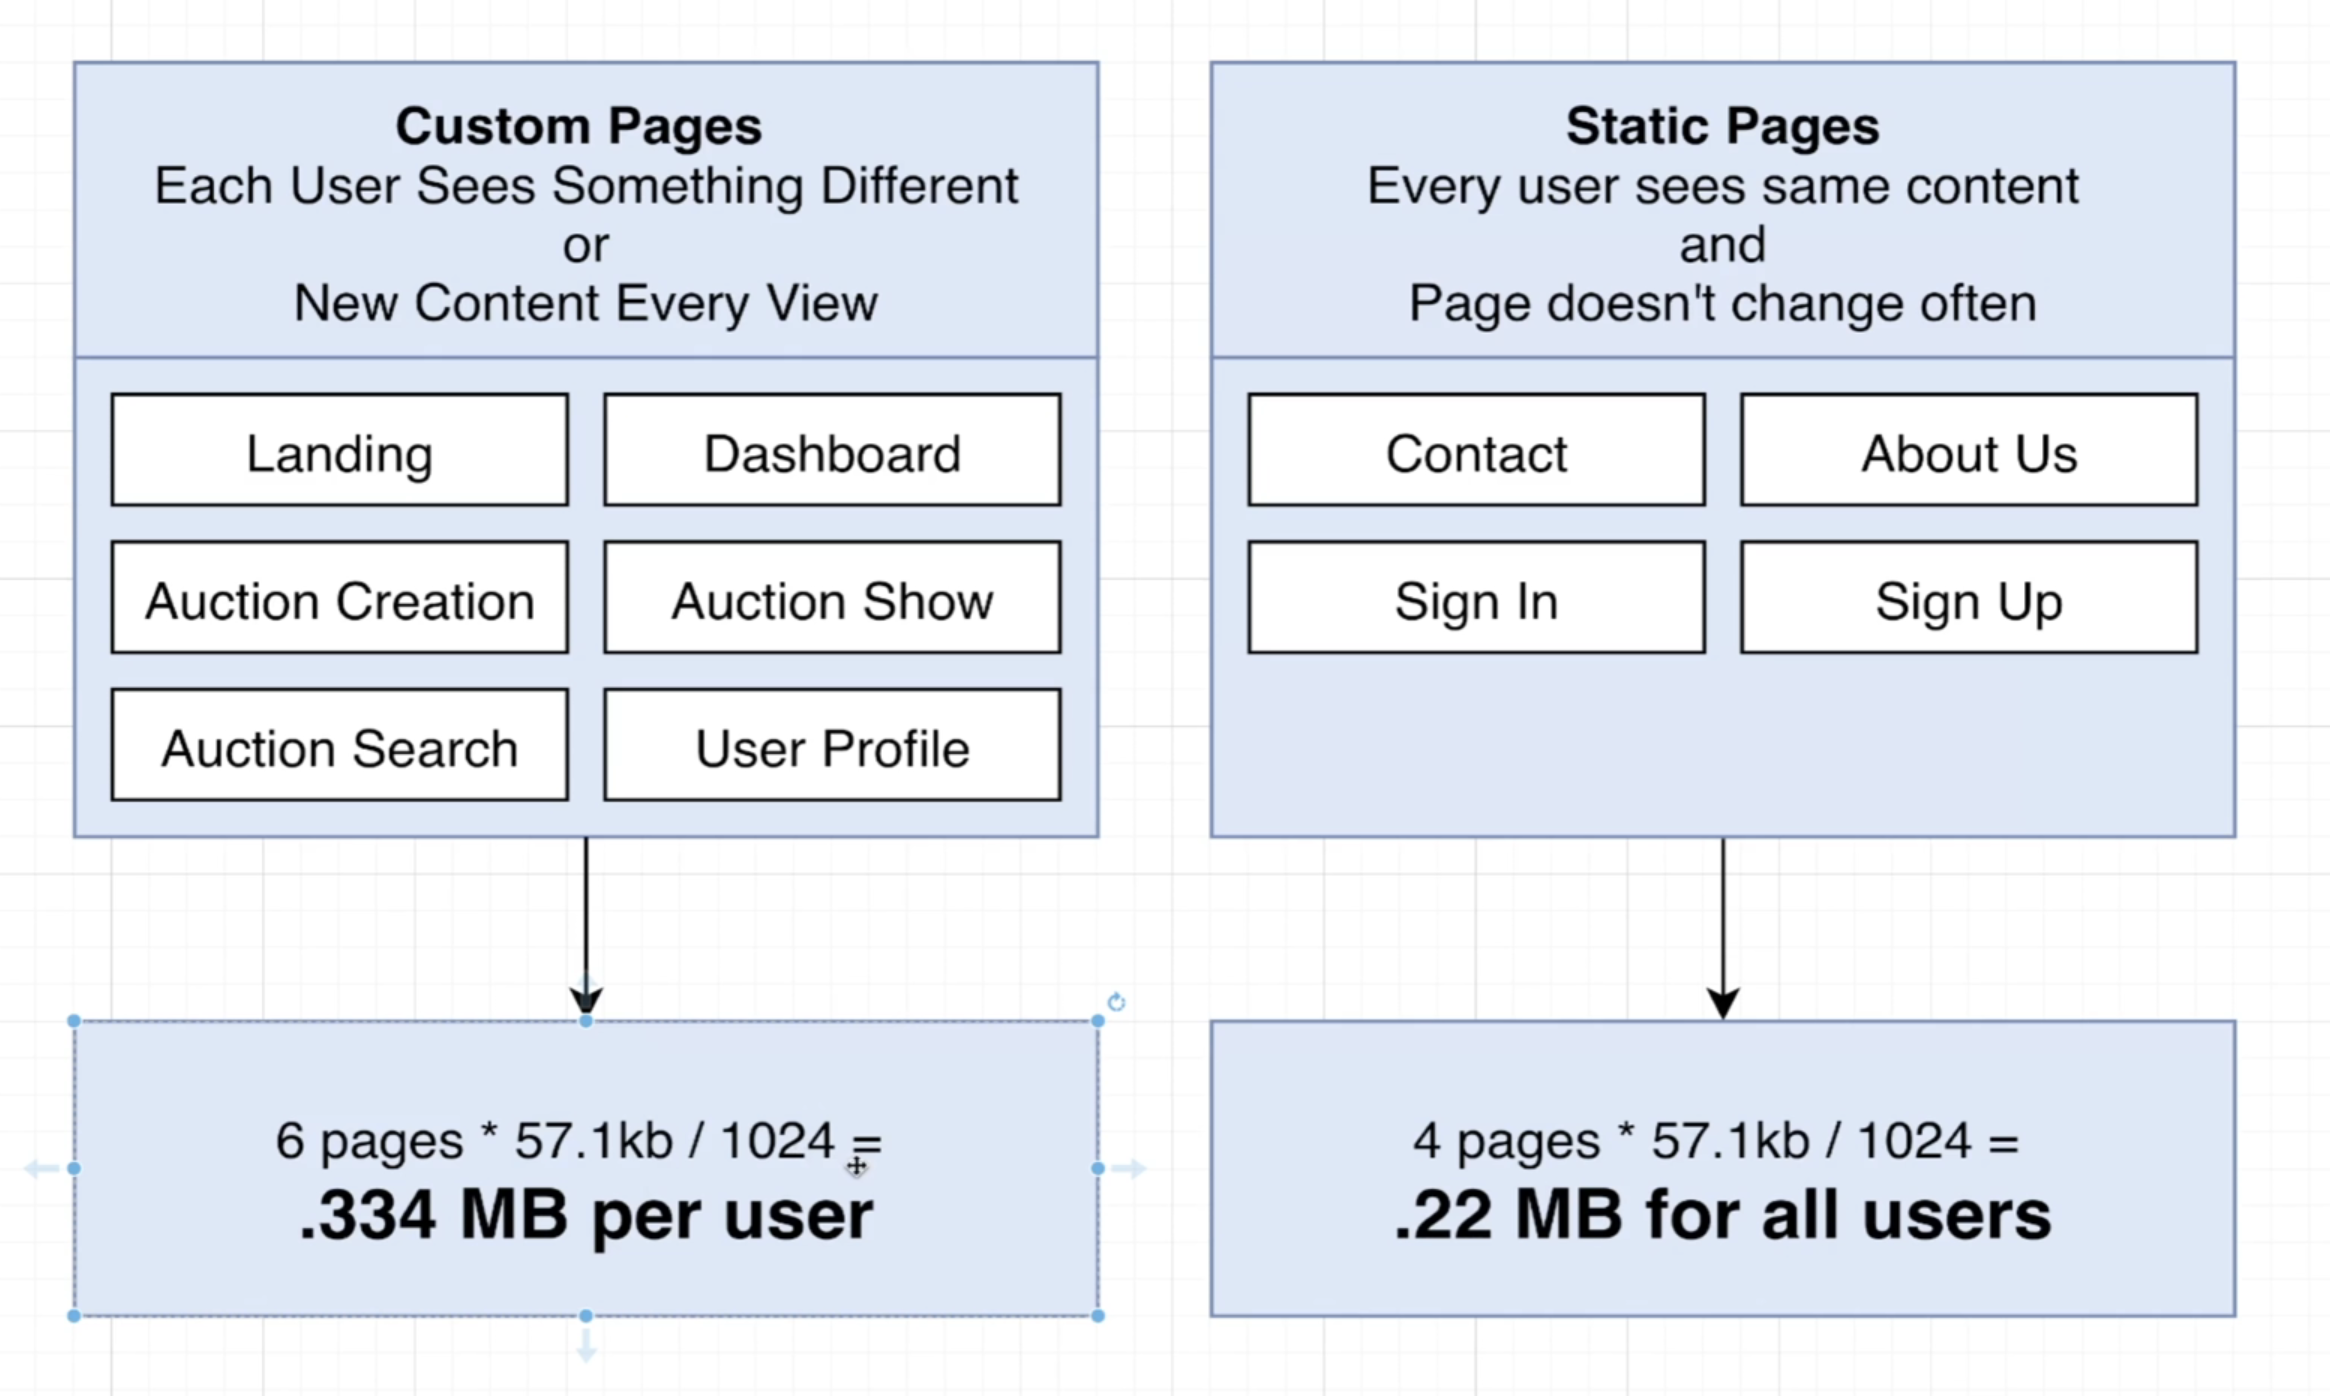 Custom Pages
Each User Sees Something Different
or
New Content Every View
Landing
Dashboard
Auction Creation
Auction Show
Auction Search
User Profile
6 pages * 57.1kb / 1024 =
.334 MB per user
Static Pages
Every user sees same content
and
Page doesn't change often
Contact
About Us
Sign In
Sign Up
4 pages * 57.1kb / 1024 =
.22 MB for all users